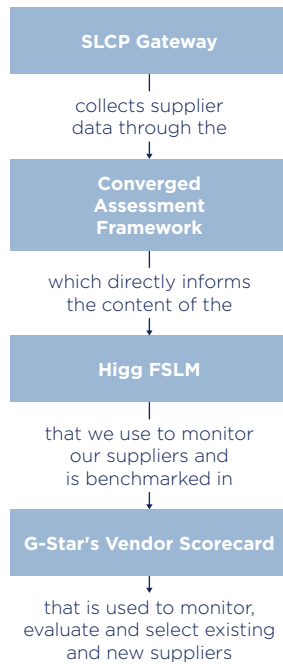 SLCP Gateway
collects supplier
data through the
Converged
Assessment
Framework
which directly informs
the content of the
Higg FSLM
that we use to monitor
our suppliers and
is benchmarked in
G-Star's Vendor Scorecard
that is used to monitor,
evaluate and select existing
and new suppliers